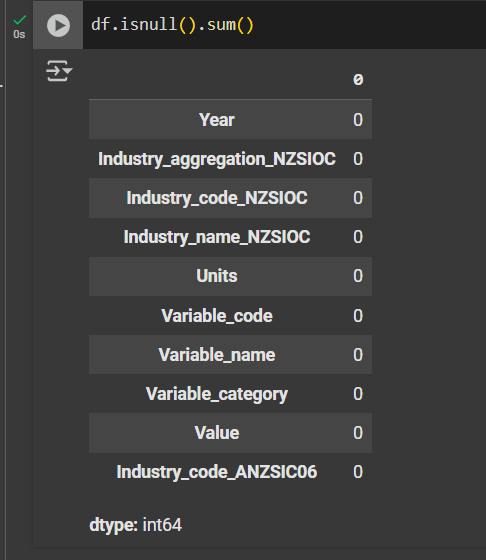 0s
df.isnull().sum()
0
Year 0
Industry_aggregation_NZSIOC 0
Industry_code_NZSIOC 0
Industry_name_NZSIOC 0
Units 0
Variable_code 0
Variable_name 0
Variable_category 0
Value 0
Industry_code_ANZSIC06 0
dtype: int64